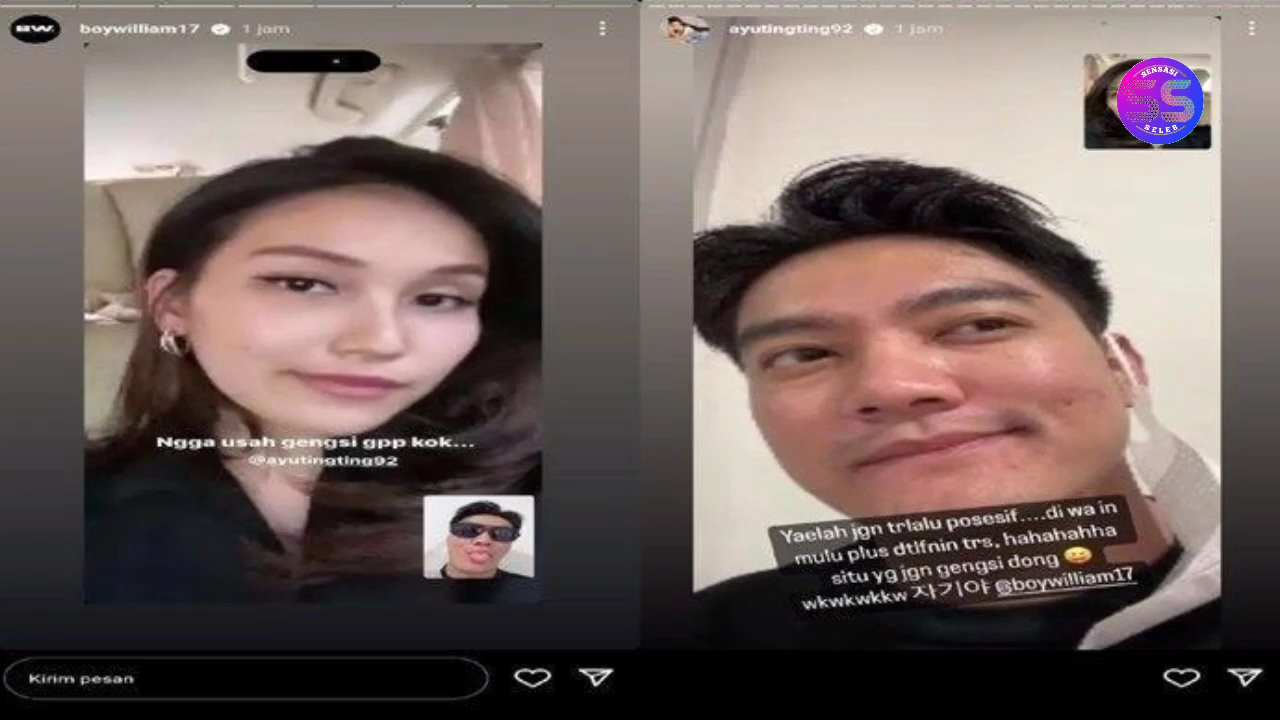 BW.
boywilliam17
1 jam
Ngga usah gengsi gpp kok...
@ayutingting92
Kirim pesan
ayutingting92
1 jam
SENSASI
SS
SELEB
Yaelah jgn trlalu posesif....di wa in
mulu plus dtlfnin trs, hahahahha
situ yg jgn gengsi dong 😄
wkwkwkkw 자기야 @boywilliam17